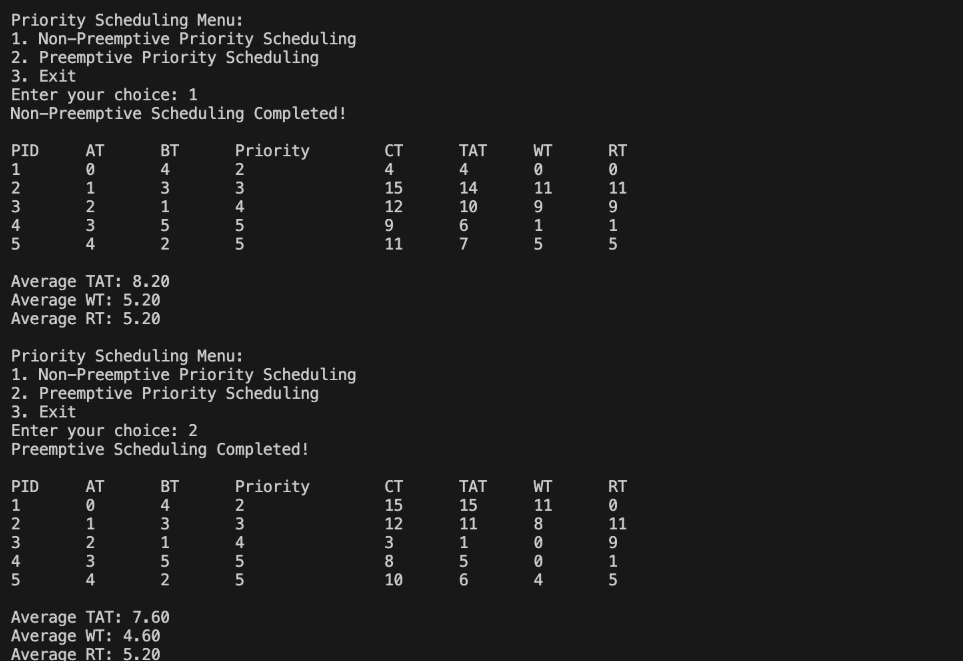 Priority Scheduling Menu:
1. Non-Preemptive Priority Scheduling
2. Preemptive Priority Scheduling
3. Exit
Enter your choice: 1
Non-Preemptive Scheduling Completed!
PID AT BT Priority CT TAT WT RT
1 0 4 2 4 4 0 0
2 1 3 3 15 14 11 11
3 2 1 4 12 10 9 9
4 3 5 5 9 6 1 1
5 4 2 5 11 7 5 5
Average TAT: 8.20
Average WT: 5.20
Average RT: 5.20
Priority Scheduling Menu:
1. Non-Preemptive Priority Scheduling
2. Preemptive Priority Scheduling
3. Exit
Enter your choice: 2
Preemptive Scheduling Completed!
PID AT BT Priority CT TAT WT RT
1 0 4 2 15 15 11 0
2 1 3 3 12 11 8 11
3 2 1 4 3 1 0 9
4 3 5 5 8 5 0 1
5 4 2 5 10 6 4 5
Average TAT: 7.60
Average WT: 4.60
Average RT: 5.20